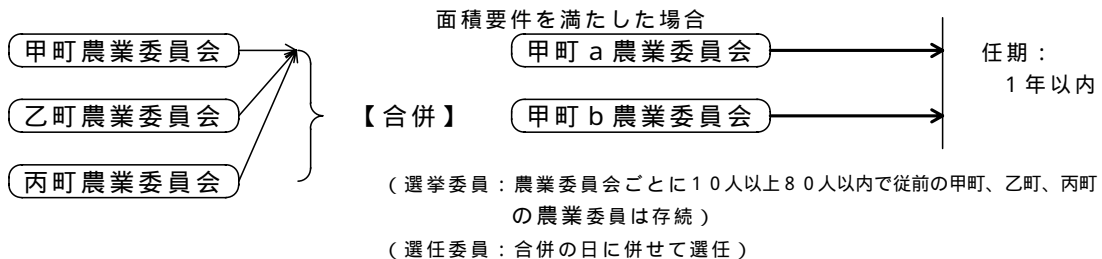 面積要件を満たした場合
甲町農業委員会
甲町a農業委員会
任期：
1年以内
乙町農業委員会
【合併】
甲町b農業委員会
丙町農業委員会
（選挙委員：農業委員会ごとに１０人以上８０人以内で従前の甲町、乙町、丙町
の農業委員は存続）
（選任委員：合併の日に併せて選任）